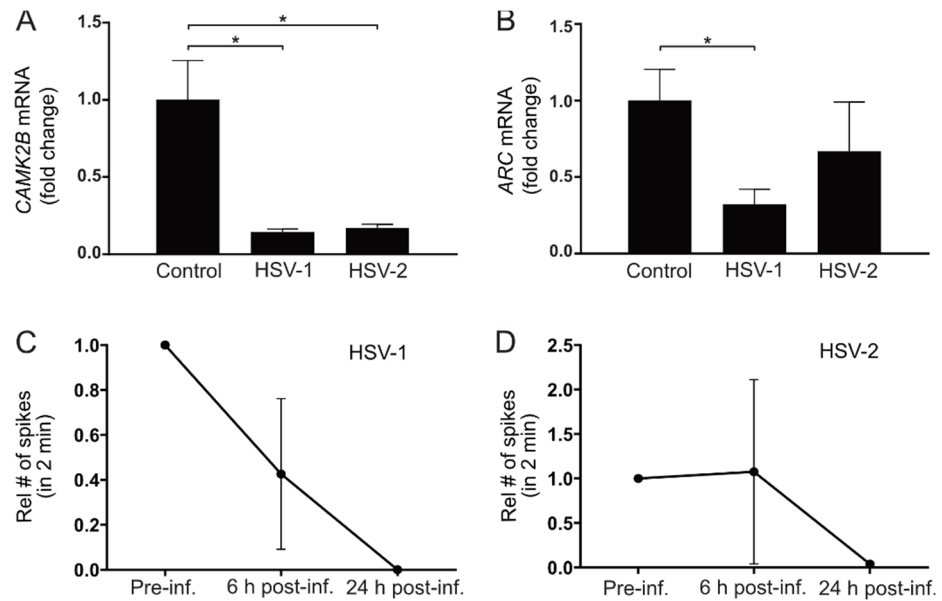 A
CAMK2B mRNA
(fold change)
1.5
1.0
0.5
0.0
*
*
Control HSV-1 HSV-2
B
ARC mRNA
(fold change)
1.5
1.0
0.5
0.0
*
Control HSV-1 HSV-2
C
HSV-1
Rel # of spikes
(in 2 min)
1.0
0.8
0.6
0.4
0.2
0.0
Pre-inf. 6 h post-inf. 24 h post-inf.
D
HSV-2
Rel # of spikes
(in 2 min)
2.5
2.0
1.5
1.0
0.5
0.0
Pre-inf. 6 h post-inf. 24 h post-inf.